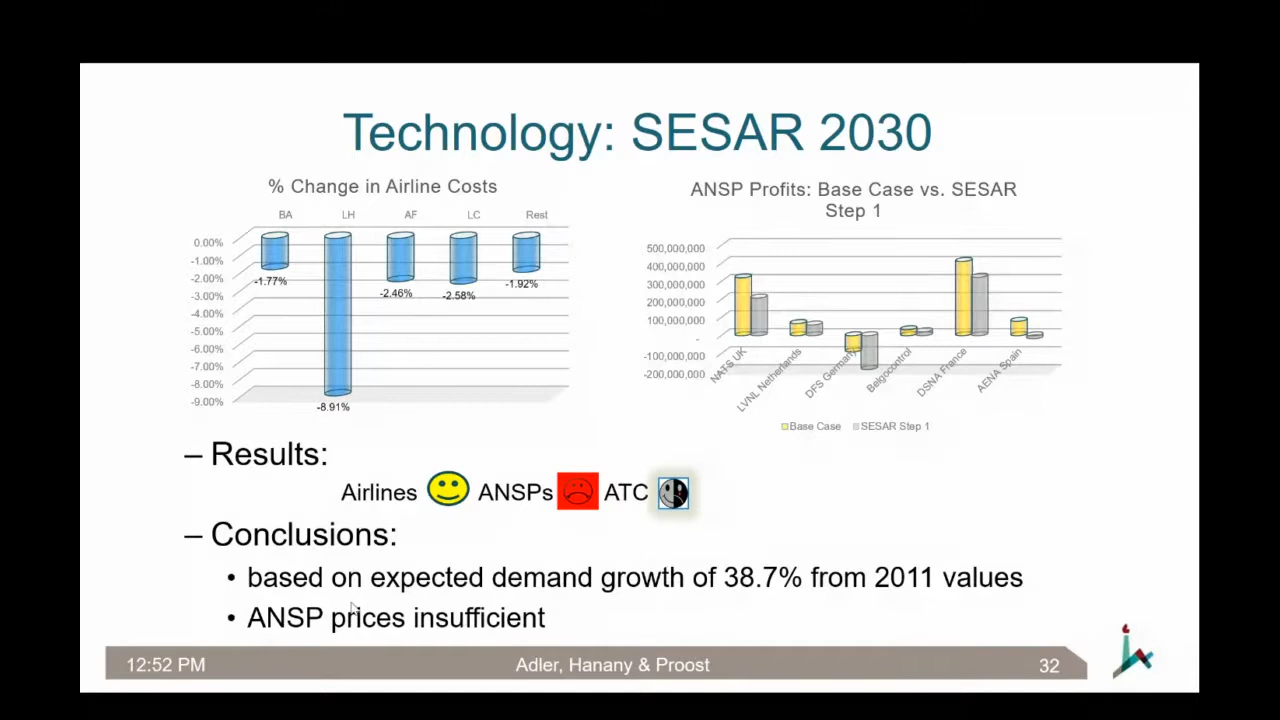 Technology: SESAR 2030
% Change in Airline Costs
BA LH AF LC Rest
0.00%
-1.00%
-2.00%
-3.00%
-4.00%
-5.00%
-6.00%
-7.00%
-8.00%
-9.00%
-1.77%
-8.91%
-2.46%
-2.58%
-1.92%
ANSP Profits: Base Case vs. SESAR
Step 1
500,000,000
400,000,000
300,000,000
200,000,000
100,000,000
-
-100,000,000
-200,000,000
NATS UK
LVNL Netherlands
DFS Germany
Belgocontrol
DSNA France
AENA Spain
Base Case SESAR Step 1
– Results:
Airlines ANSPs ATC
– Conclusions:
• based on expected demand growth of 38.7% from 2011 values
• ANSP prices insufficient
12:52 PM Adler, Hanany & Proost 32